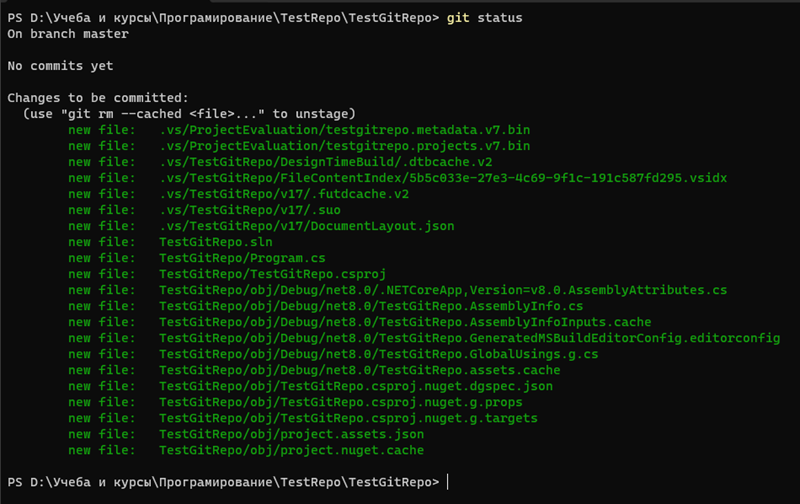 PS D:\Учеба и курсы\Програмирование\TestRepo\TestGitRepo> git status
On branch master

No commits yet

Changes to be committed:
  (use "git rm --cached <file>..." to unstage)
        new file:   .vs/ProjectEvaluation/testgitrepo.metadata.v7.bin
        new file:   .vs/ProjectEvaluation/testgitrepo.projects.v7.bin
        new file:   .vs/TestGitRepo/DesignTimeBuild/.dtbcache.v2
        new file:   .vs/TestGitRepo/FileContentIndex/5b5c033e-27e3-4c69-9f1c-191c587fd295.vsidx
        new file:   .vs/TestGitRepo/v17/.futdcache.v2
        new file:   .vs/TestGitRepo/v17/.suo
        new file:   .vs/TestGitRepo/v17/DocumentLayout.json
        new file:   TestGitRepo.sln
        new file:   TestGitRepo/Program.cs
        new file:   TestGitRepo/TestGitRepo.csproj
        new file:   TestGitRepo/obj/Debug/net8.0/.NETCoreApp,Version=v8.0.AssemblyAttributes.cs
        new file:   TestGitRepo/obj/Debug/net8.0/TestGitRepo.AssemblyInfo.cs
        new file:   TestGitRepo/obj/Debug/net8.0/TestGitRepo.AssemblyInfoInputs.cache
        new file:   TestGitRepo/obj/Debug/net8.0/TestGitRepo.GeneratedMSBuildEditorConfig.editorconfig
        new file:   TestGitRepo/obj/Debug/net8.0/TestGitRepo.GlobalUsings.g.cs
        new file:   TestGitRepo/obj/Debug/net8.0/TestGitRepo.assets.cache
        new file:   TestGitRepo/obj/TestGitRepo.csproj.nuget.dgspec.json
        new file:   TestGitRepo/obj/TestGitRepo.csproj.nuget.g.props
        new file:   TestGitRepo/obj/TestGitRepo.csproj.nuget.g.targets
        new file:   TestGitRepo/obj/project.assets.json
        new file:   TestGitRepo/obj/project.nuget.cache

PS D:\Учеба и курсы\Програмирование\TestRepo\TestGitRepo>